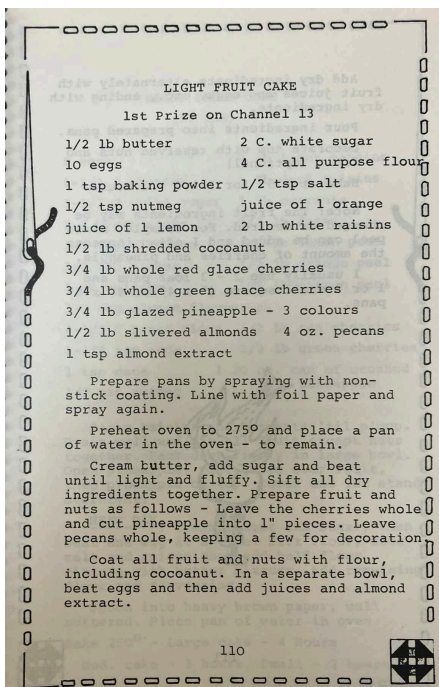 LIGHT FRUIT CAKE
1st Prize on Channel 13
1/2 lb butter 2 C. white sugar
10 eggs 4 C. all purpose flour
1 tsp baking powder 1/2 tsp salt
1/2 tsp nutmeg juice of 1 orange
juice of 1 lemon 2 lb white raisins
1/2 lb shredded cocoanut
3/4 lb whole red glace cherries
3/4 lb whole green glace cherries
3/4 lb glazed pineapple - 3 colours
1/2 lb slivered almonds 4 oz. pecans
1 tsp almond extract
Prepare pans by spraying with non-
stick coating. Line with foil paper and
spray again.
Preheat oven to 275° and place a pan
of water in the oven - to remain.
Cream butter, add sugar and beat
until light and fluffy. Sift all dry
ingredients together. Prepare fruit and
nuts as follows - Leave the cherries whole
and cut pineapple into 1" pieces. Leave
pecans whole, keeping a few for decoration.
Coat all fruit and nuts with flour,
including cocoanut. In a separate bowl,
beat eggs and then add juices and almond
extract.
110